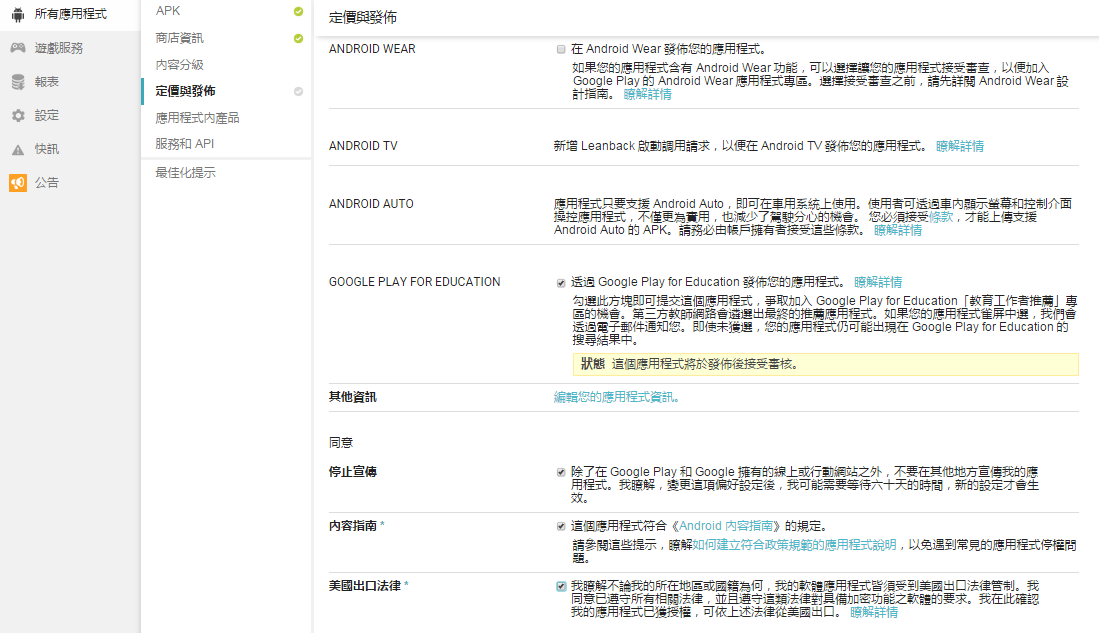 所有應用程式
遊戲服務
報表
設定
快訊
公告
APK
商店資訊
內容分級
定價與發佈
應用程式內產品
服務和 API
最佳化提示
定價與發佈
ANDROID WEAR
在 Android Wear 發佈您的應用程式。
如果您的應用程式含有 Android Wear 功能，可以選擇讓您的應用程式接受審查，以便加入
Google Play 的 Android Wear 應用程式專區。選擇接受審查之前，請先詳閱 Android Wear 設
計指南。 瞭解詳情
ANDROID TV
新增 Leanback 啟動調用請求，以便在 Android TV 發佈您的應用程式。 瞭解詳情
ANDROID AUTO
應用程式只要支援 Android Auto，即可在車用系統上使用。使用者可透過車內顯示螢幕和控制介面
操控應用程式，不僅更為實用，也減少了駕駛分心的機會。 您必須接受條款，才能上傳支援
Android Auto 的 APK。請務必由帳戶擁有者接受這些條款。 瞭解詳情
GOOGLE PLAY FOR EDUCATION
透過 Google Play for Education 發佈您的應用程式。 瞭解詳情
勾選此方塊即可提交這個應用程式，爭取加入 Google Play for Education「教育工作者推薦」專
區的機會。第三方教師網路會遴選出最終的推薦應用程式。如果您的應用程式雀屏中選，我們會
透過電子郵件通知您。即使未獲選，您的應用程式仍可能出現在 Google Play for Education 的
搜尋結果中。
狀態 這個應用程式將於發佈後接受審核。
其他資訊
編輯您的應用程式資訊。
同意
停止宣傳
除了在 Google Play 和 Google 擁有的線上或行動網站之外，不要在其他地方宣傳我的應
用程式。我瞭解，變更這項偏好設定後，我可能需要等待六十天的時間，新的設定才會生
效。
內容指南 *
這個應用程式符合《Android 內容指南》的規定。
請參閱這些提示，瞭解如何建立符合政策規範的應用程式說明，以免遇到常見的應用程式停權問
題。
美國出口法律 *
我瞭解不論我的所在地區或國籍為何，我的軟體應用程式皆須受到美國出口法律管制。我
同意已遵守所有相關法律，並且遵守這類法律對具備加密功能之軟體的要求。我在此確認
我的應用程式已獲授權，可依上述法律從美國出口。 瞭解詳情